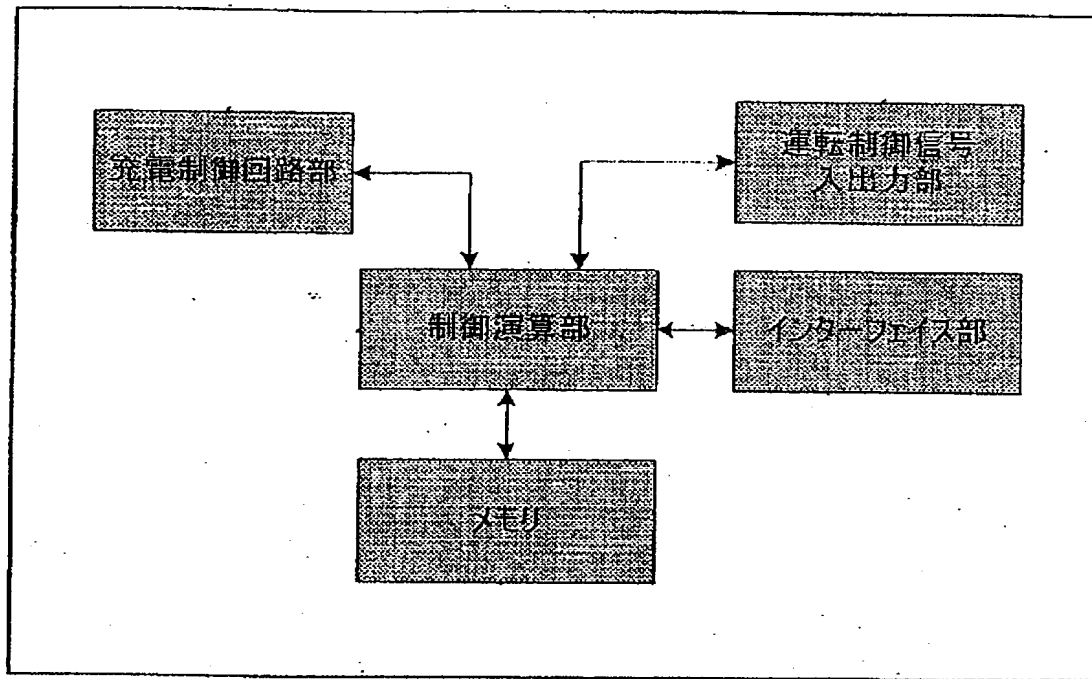 充電制御回路部
運転制御信号
入出力部
制御演算部
インターフェイス部
メモリ